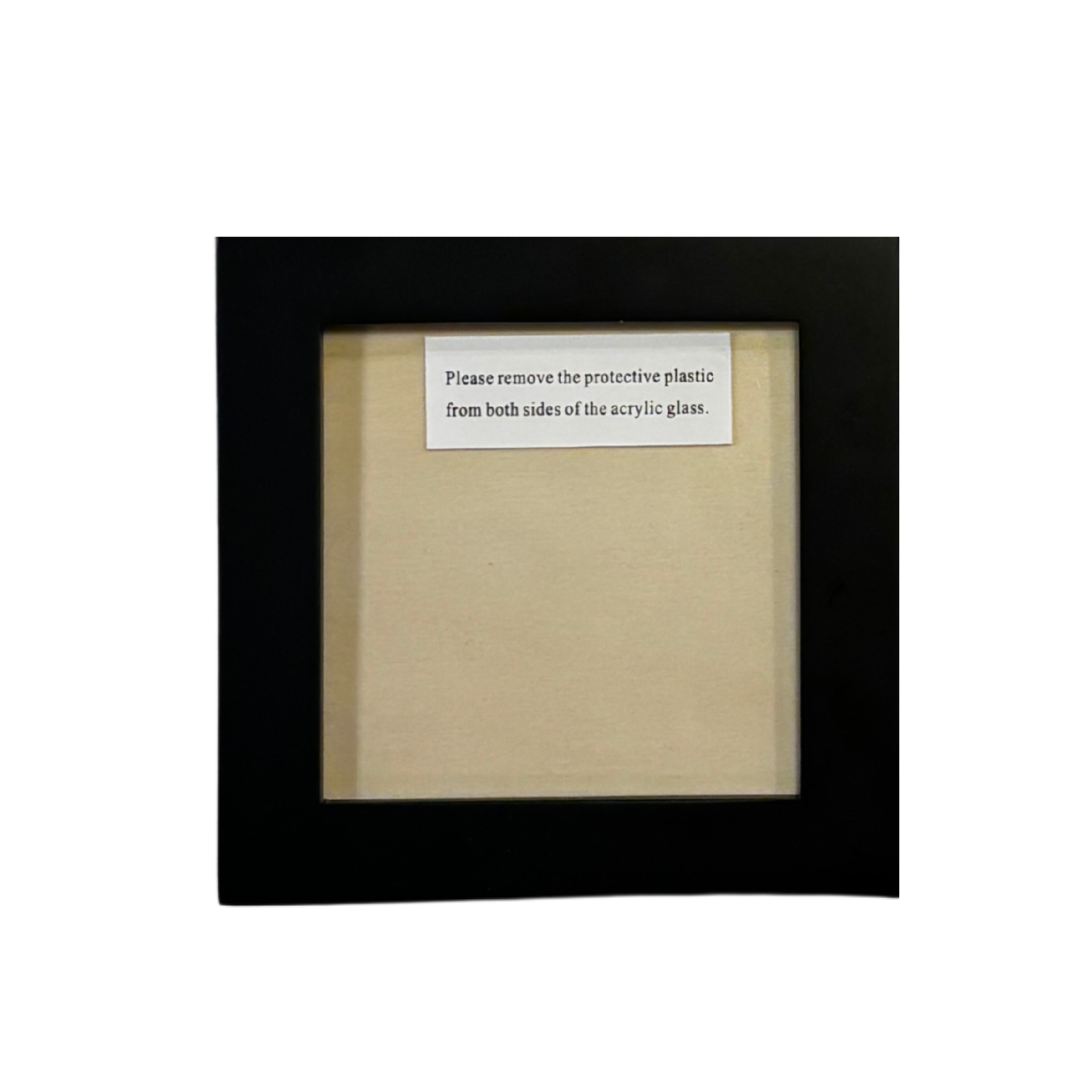 Please remove the protective plastic
from both sides of the acrylic glass.